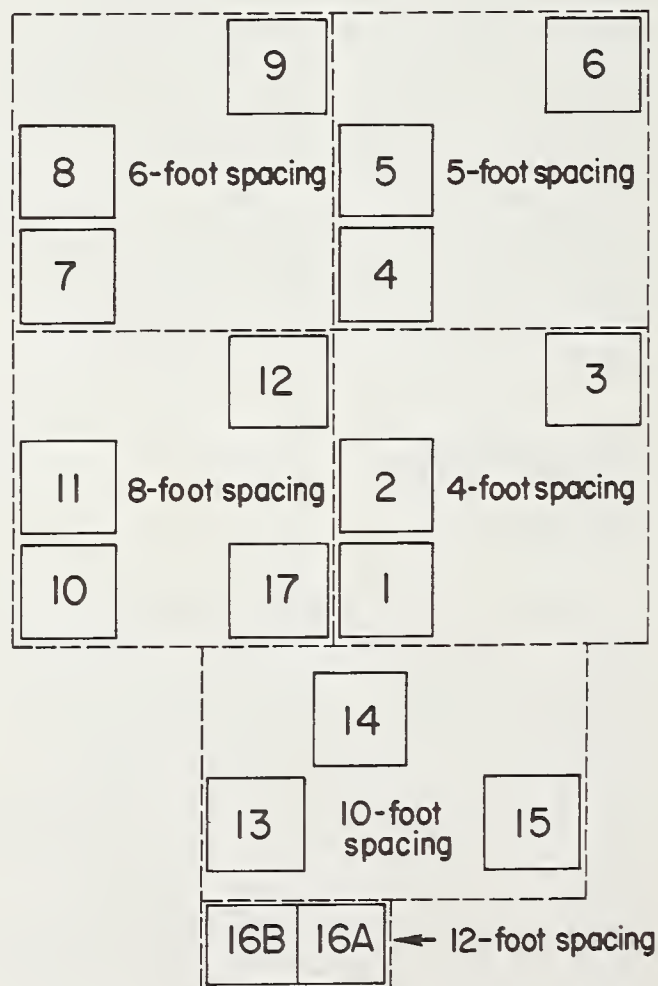 9 6
8 6-foot spacing 5 5-foot spacing
7 4
12 3
11 8-foot spacing 2 4-foot spacing
10 17 1
14
13 10-foot spacing 15
16B 16A 12-foot spacing